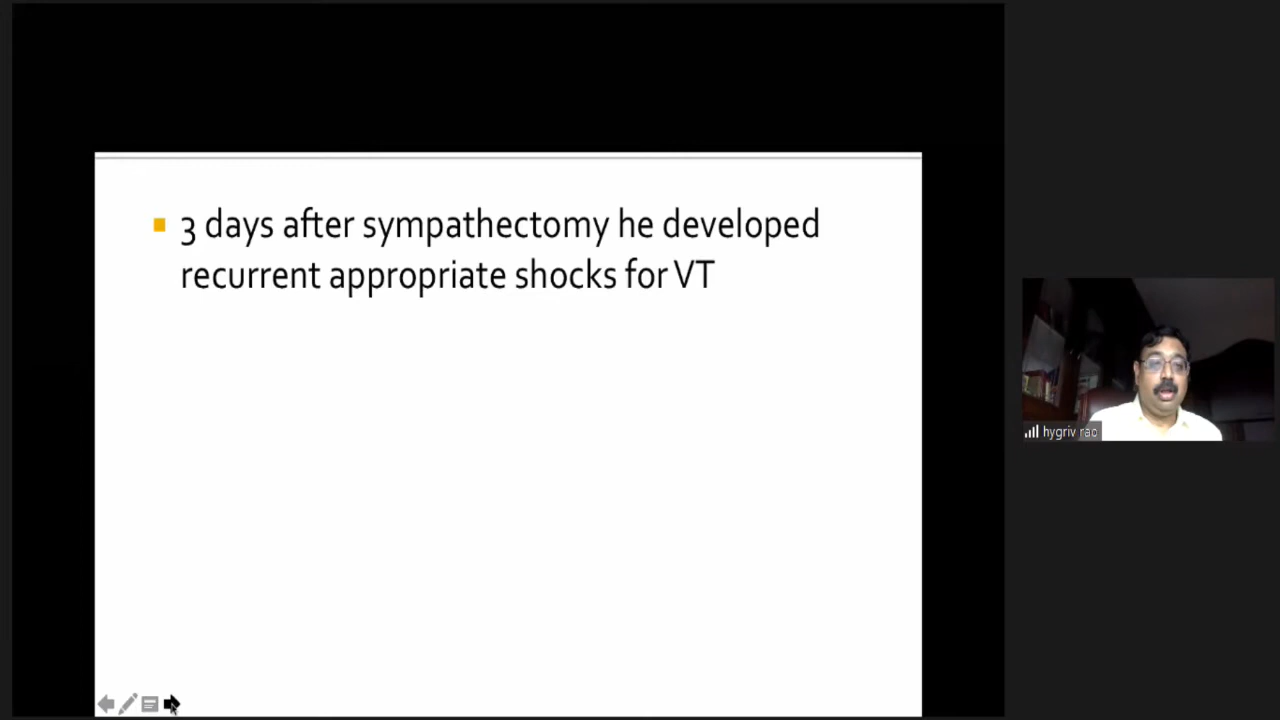 3 days after sympathectomy he developed
recurrent appropriate shocks for VT
hygriv rao